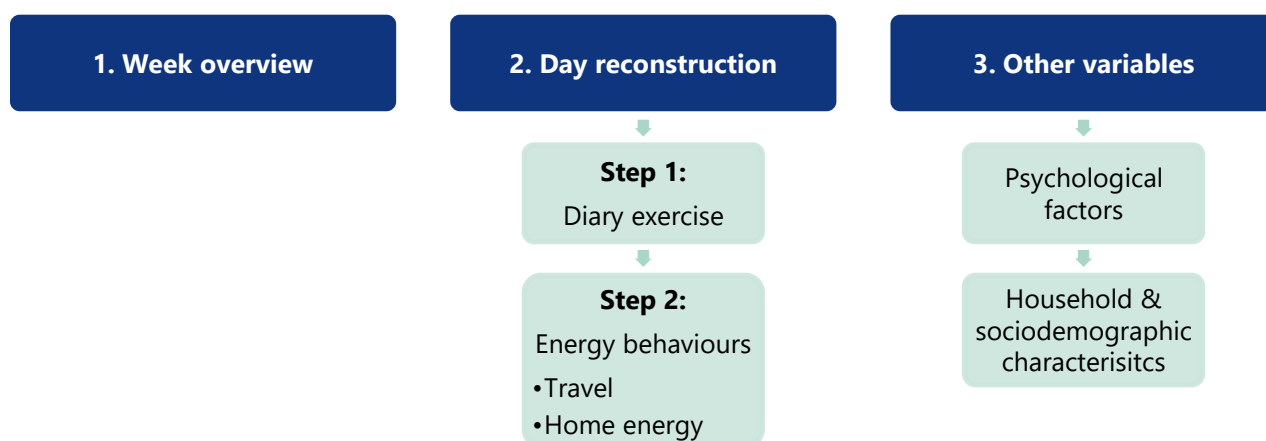 1. Week overview
2. Day reconstruction
Step 1:
Diary exercise
Step 2:
Energy behaviours
•Travel
•Home energy
3. Other variables
Psychological
factors
Household &
sociodemographic
characterisitcs